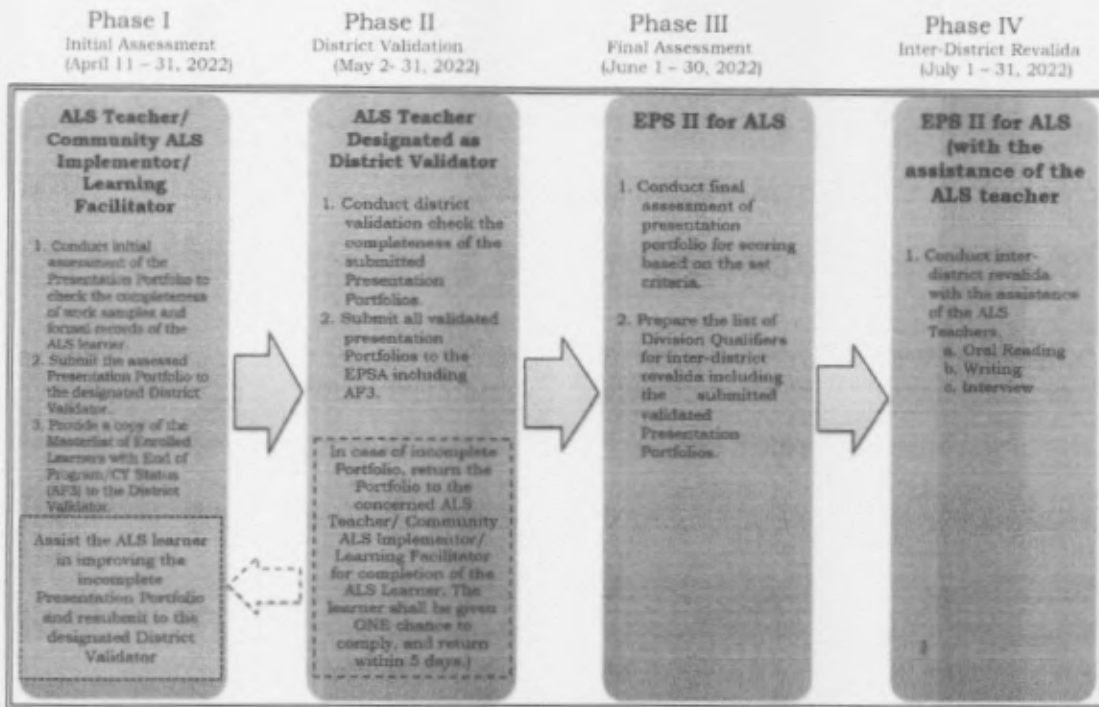 Phase I
Initial Assessment
(April 11 – 31, 2022)
ALS Teacher/
Community ALS
Implementor/
Learning
Facilitator
1. Conduct initial
assessment of the
Presentation Portfolio to
check the completeness
of work samples and
formal records of the
ALS learner.
2. Submit the assessed
Presentation Portfolio to
the designated District
Validator.
3. Provide a copy of the
Masterlist of Enrolled
Learners with End of
Program/CY Status
(AF3) to the District
Validator.
Assist the ALS learner
in improving the
incomplete
Presentation Portfolio
and resubmit to the
designated District
Validator
Phase II
District Validation
(May 2- 31, 2022)
ALS Teacher
Designated as
District Validator
1. Conduct district
validation check the
completeness of the
submitted
Presentation
Portfolios.
2. Submit all validated
presentation
Portfolios to the
EPSA including
AF3.
In case of incomplete
Portfolio, return the
Portfolio to the
concerned ALS
Teacher/ Community
ALS Implementor/
Learning Facilitator
for completion of the
ALS Learner. The
learner shall be given
ONE chance to
comply, and return
within 5 days.)
Phase III
Final Assessment
(June 1 – 30, 2022)
EPS II for ALS
1. Conduct final
assessment of
presentation
portfolio for scoring
based on the set
criteria.
2. Prepare the list of
Division Qualifiers
for inter-district
revalida including
the submitted
validated
Presentation
Portfolios.
Phase IV
Inter-District Revalida
(July 1 – 31, 2022)
EPS II for ALS
(with the
assistance of the
ALS teacher
1. Conduct inter-
district revalida
with the assistance
of the ALS
Teachers.
a. Oral Reading
b. Writing
c. Interview